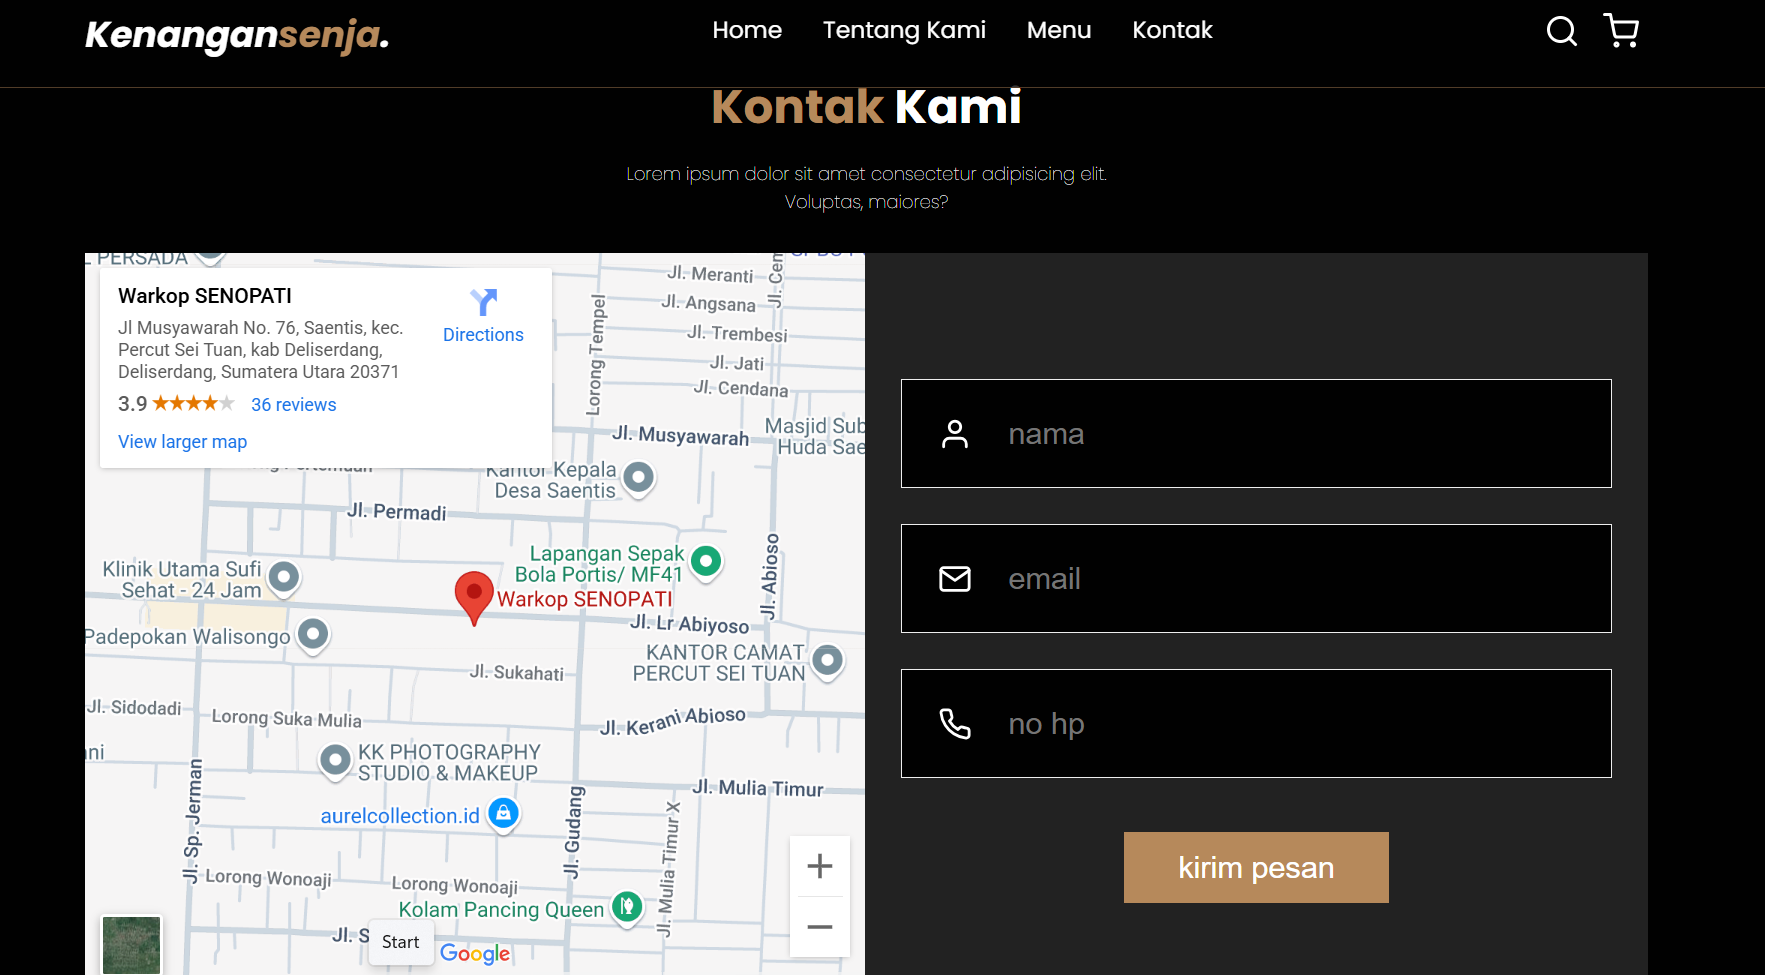 Kenangansenja.
Home Tentang Kami Menu Kontak
Kontak Kami
Lorem ipsum dolor sit amet consectetur adipisicing elit.
Voluptas, maiores?
PERSADA
Warkop SENOPATI
Jl Musyawarah No. 76, Saentis, kec.
Percut Sei Tuan, kab Deliserdang,
Deliserdang, Sumatera Utara 20371
3.9
36 reviews
View larger map
Directions
Jl. Meranti
Jl. Angsana
Jl. Cen
Jl. Trembesi
Jl. Jati
Jl. Cendana
Lorong Tempel
Jl. Musyawarah
Masjid Sub
Huda Sae
Kantor Kepala
Desa Saentis
Jl. Permadi
Lapangan Sepak
Bola Portis/ MF41
Jl. Abioso
Klinik Utama Sufi
Sehat - 24 Jam
Warkop SENOPATI
Jl. Lr Abiyoso
Padepokan Walisongo
KANTOR CAMAT
PERCUT SEI TUAN
Jl. Sukahati
Jl. Sidodadi
Lorong Suka Mulia
Jl. Kerani Abioso
ani
KK PHOTOGRAPHY
STUDIO & MAKEUP
Jl. Mulia Timur
Jl. Sp. Jerman
aurelcollection.id
Jl. Gudang
Jl. Mulia Timur X
Lorong Wonoaji
Lorong Wonoaji
Kolam Pancing Queen
Jl. S
Start
Google
nama
email
no hp
kirim pesan